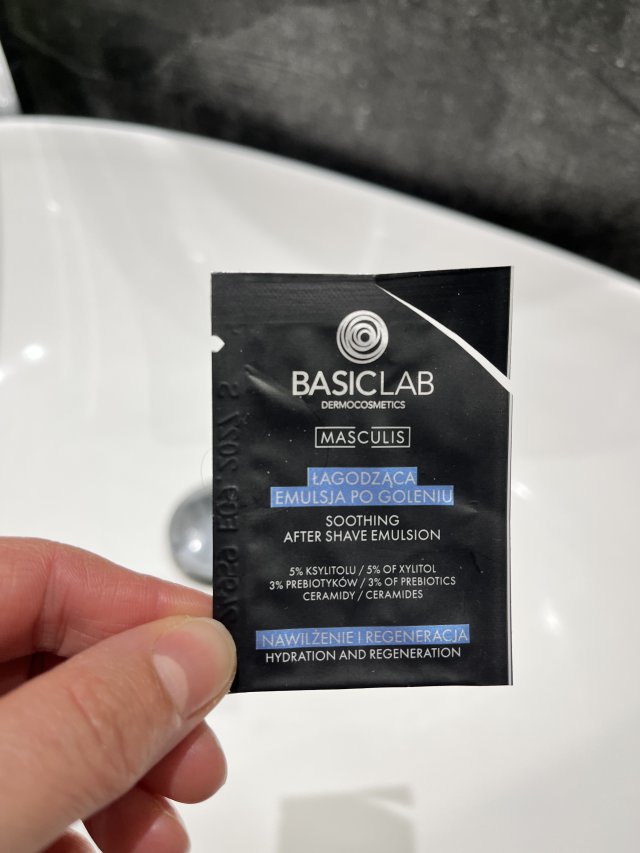 BASICLAB
DERMOCOSMETICS
MASCULIS
ŁAGODZĄCA
EMULSJA PO GOLENIU
SOOTHING
AFTER SHAVE EMULSION
5% KSYLITOLU / 5% OF XYLITOL
3% PREBIOTYKÓW / 3% OF PREBIOTICS
CERAMIDY / CERAMIDES
NAWILŻENIE I REGENERACJA
HYDRATION AND REGENERATION